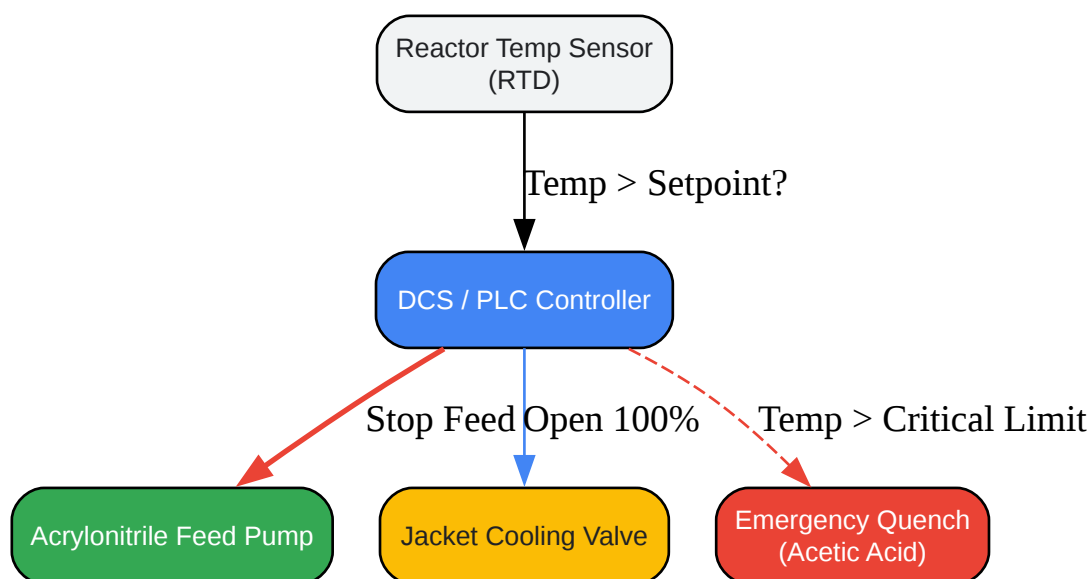 Reactor Temp Sensor
(RTD)
Temp > Setpoint?
DCS / PLC Controller
Stop Feed
Open 100%
Temp > Critical Limit
Acrylonitrile Feed Pump
Jacket Cooling Valve
Emergency Quench
(Acetic Acid)